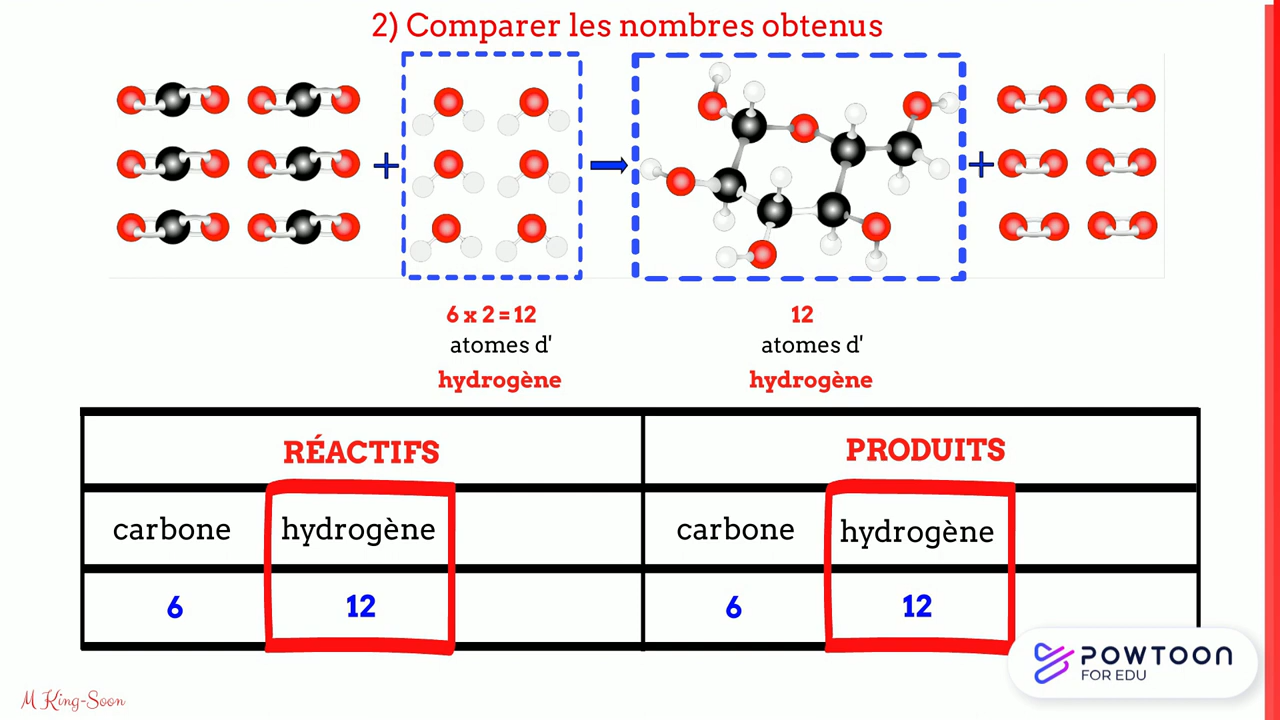 2) Comparer les nombres obtenus
+
+
6 x 2 = 12
atomes d'
hydrogène
12
atomes d'
hydrogène
RÉACTIFS
PRODUITS
carbone
hydrogène
carbone
hydrogène
6
12
6
12
POWTOON
FOR EDU
M King-Soon